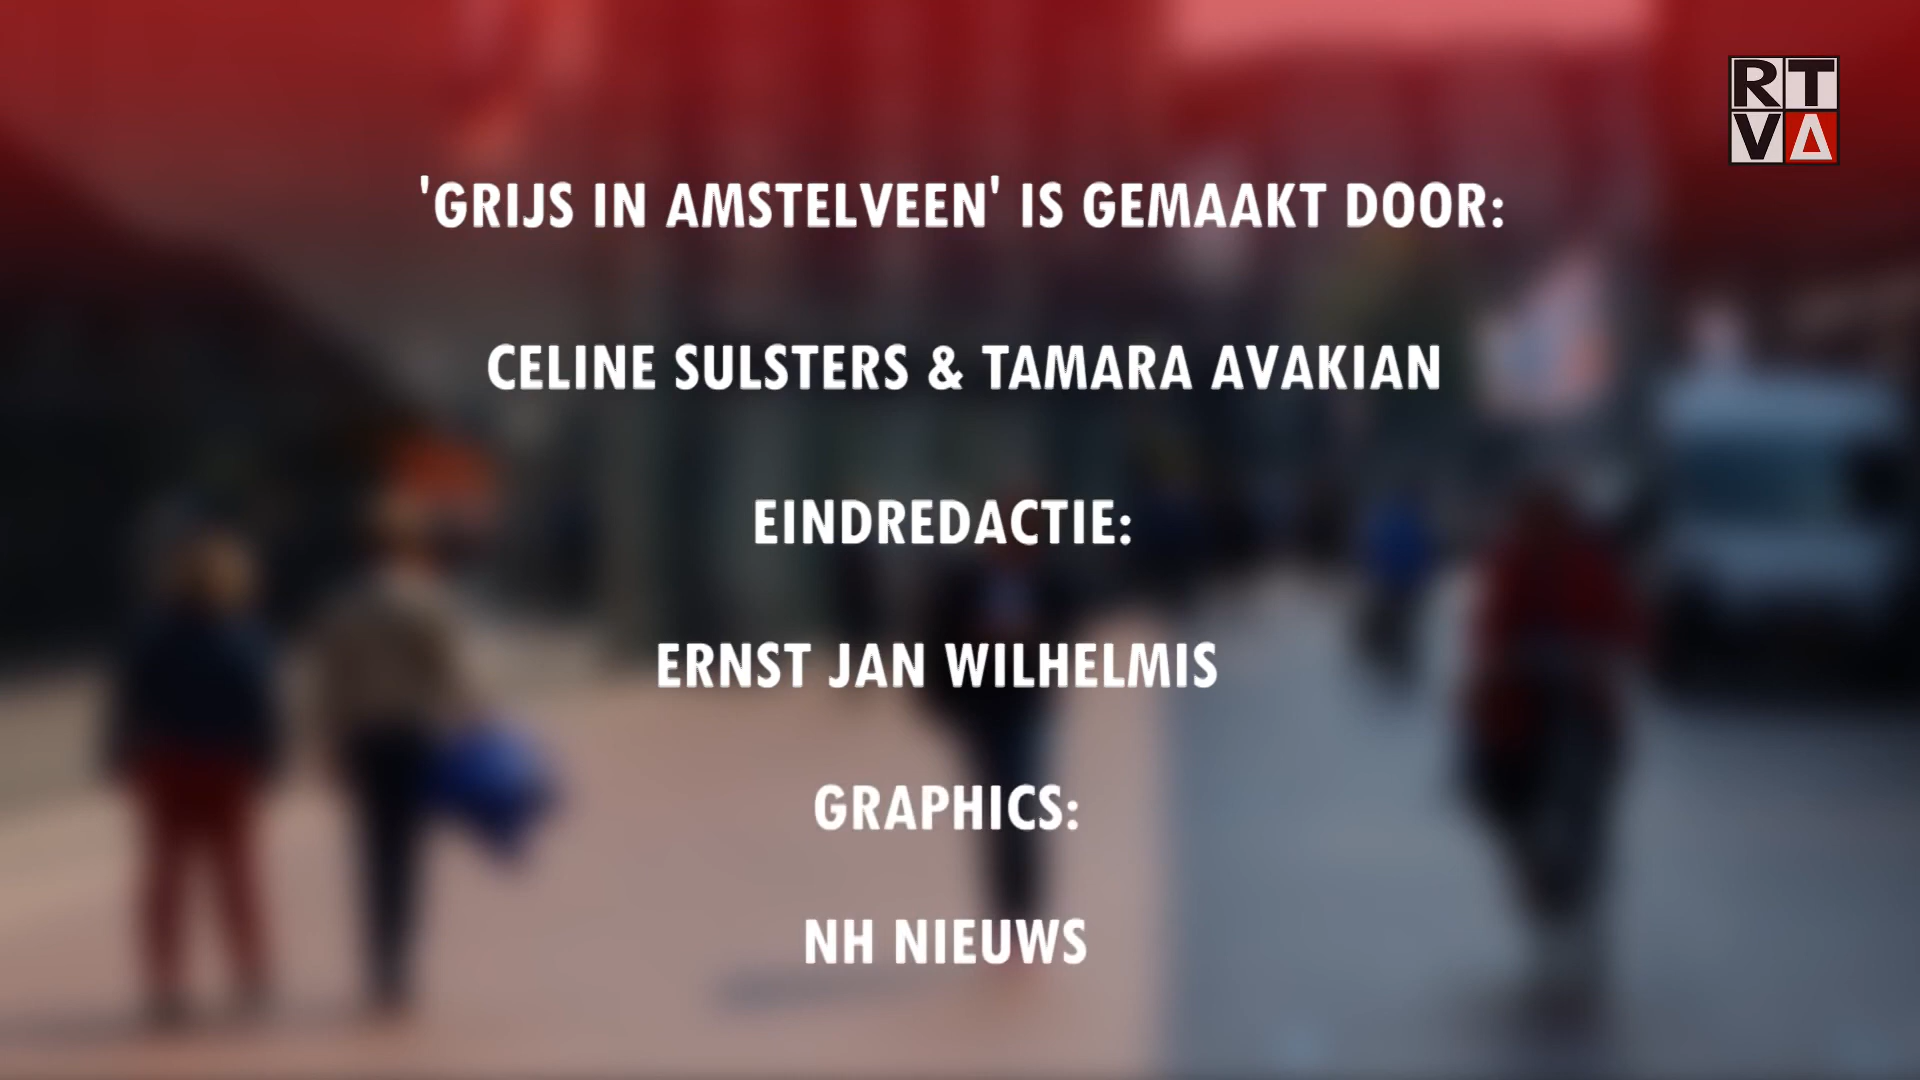 RT
VA
'GRIJS IN AMSTELVEEN' IS GEMAAKT DOOR:
CELINE SULSTERS & TAMARA AVAKIAN
EINDREDACTIE:
ERNST JAN WILHELMIS
GRAPHICS:
NH NIEUWS